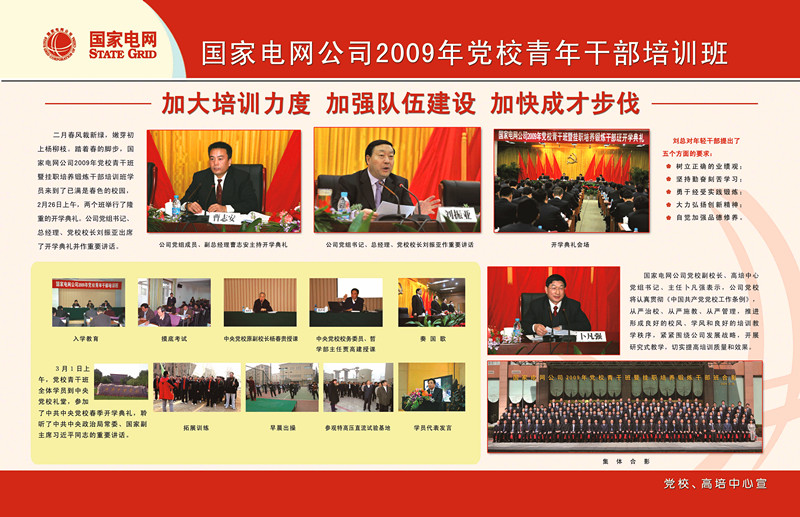 国家电网
STATE GRID
国家电网公司2009年党校青年干部培训班
加大培训力度 加强队伍建设 加快成才步伐
二月春风裁新绿，嫩芽初
上杨柳枝。踏着春的脚步，国
家电网公司2009年党校青干班
暨挂职培养锻炼干部培训班学
员来到了已满是春色的校园，
2月26日上午，两个班举行了隆
重的开学典礼。公司党组书记、
总经理、党校校长刘振亚出席
了开学典礼并作重要讲话。
曹志安
公司党组成员、副总经理曹志安主持开学典礼
刘振亚
公司党组书记、总经理、党校校长刘振亚作重要讲话
国家电网公司2009年党校青干班暨挂职培养锻炼干部班开学典礼
开学典礼会场
刘总对年轻干部提出了
五个方面的要求：
树立正确的业绩观；
坚持勤奋刻苦学习；
勇于经受实践锻炼；
大力弘扬创新精神；
自觉加强品德修养。
入学教育
摸底考试
中央党校原副校长杨春贵授课
中央党校校务委员、哲
学部主任贾高建授课
奏国歌
3月1日上
午，党校青干班
全体学员到中央
党校礼堂，参加
了中共中央党校春季开学典礼，聆
听了中共中央政治局常委、国家副
主席习近平同志的重要讲话。
拓展训练
早晨出操
参观特高压直流试验基地
学员代表发言
卜凡强
国家电网公司党校副校长、高培中心
党组书记、主任卜凡强表示，公司党校
将认真贯彻《中国共产党党校工作条例》，
从严治校、从严施教、从严管理，推进
形成良好的校风、学风和良好的培训教
学秩序，紧紧围绕公司发展战略，开展
研究式教学，切实提高培训质量和效果。
国家电网公司2009年党校青干班暨挂职培养锻炼干部班合影
集体合影
党校、高培中心宣